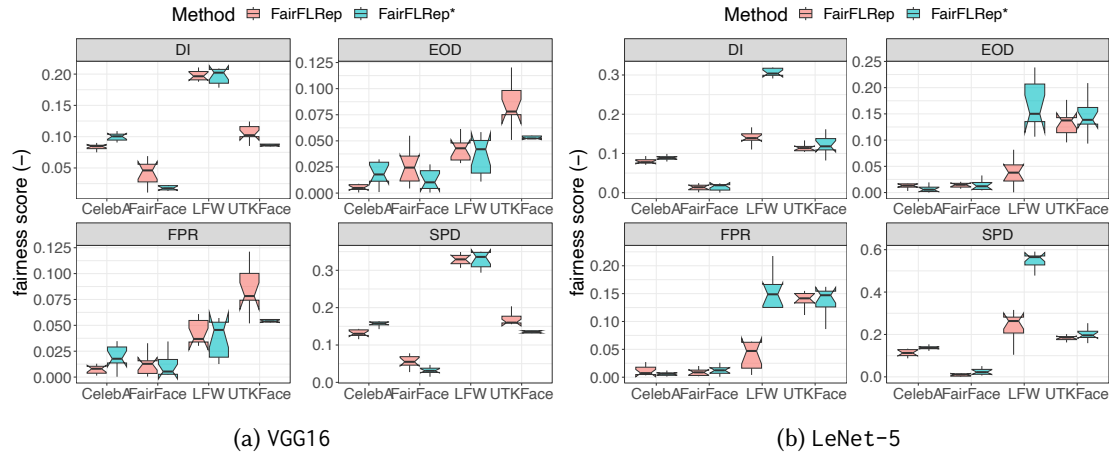 Method FairFLRep FairFLRep*
DI EOD
0.20
0.15
0.10
0.05
0.125
0.100
0.075
0.050
0.025
0.000
CelebA FairFace LFW UTKFace CelebA FairFace LFW UTKFace
FPR SPD
0.125
0.100
0.075
0.050
0.025
0.000
0.3
0.2
0.1
0.0
CelebA FairFace LFW UTKFace CelebA FairFace LFW UTKFace
fairness score (−)
(a) VGG16
Method FairFLRep FairFLRep*
DI EOD
0.3
0.2
0.1
0.0
0.25
0.20
0.15
0.10
0.05
0.00
CelebA FairFace LFW UTKFace CelebA FairFace LFW UTKFace
FPR SPD
0.20
0.15
0.10
0.05
0.00
0.6
0.4
0.2
0.0
CelebA FairFace LFW UTKFace CelebA FairFace LFW UTKFace
fairness score (−)
(b) LeNet-5